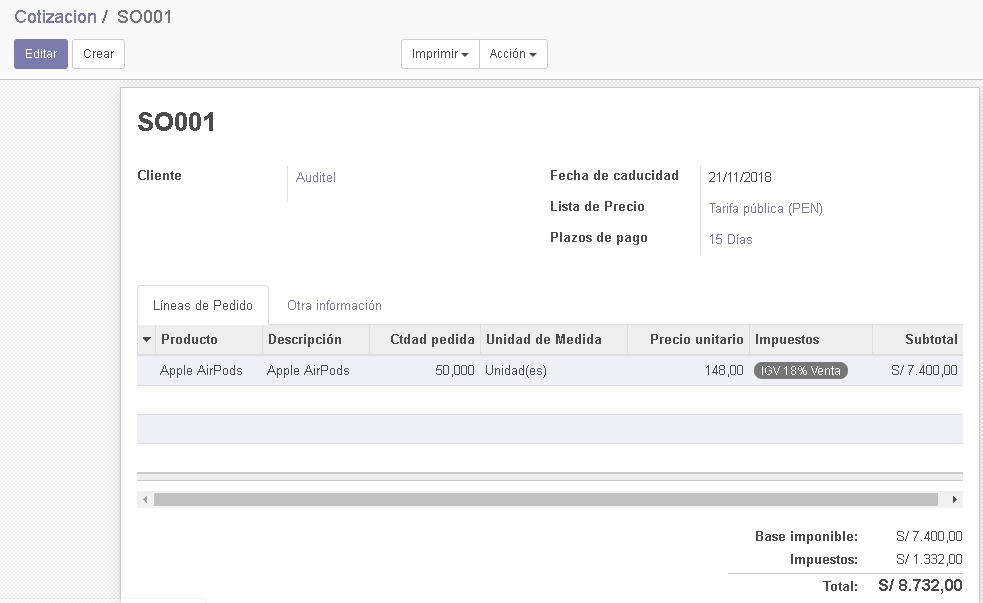 Cotizacion / SO001
Editar Crear Imprimir Acción
SO001
Cliente Auditel Fecha de caducidad 21/11/2018
Lista de Precio Tarifa pública (PEN)
Plazos de pago 15 Días
Líneas de Pedido Otra información
Producto Descripción Ctdad pedida Unidad de Medida Precio unitario Impuestos Subtotal
Apple AirPods Apple AirPods 50,000 Unidad(es) 148,00 IGV 18% Venta S/ 7.400,00
Base imponible: S/ 7.400,00
Impuestos: S/ 1.332,00
Total: S/ 8.732,00